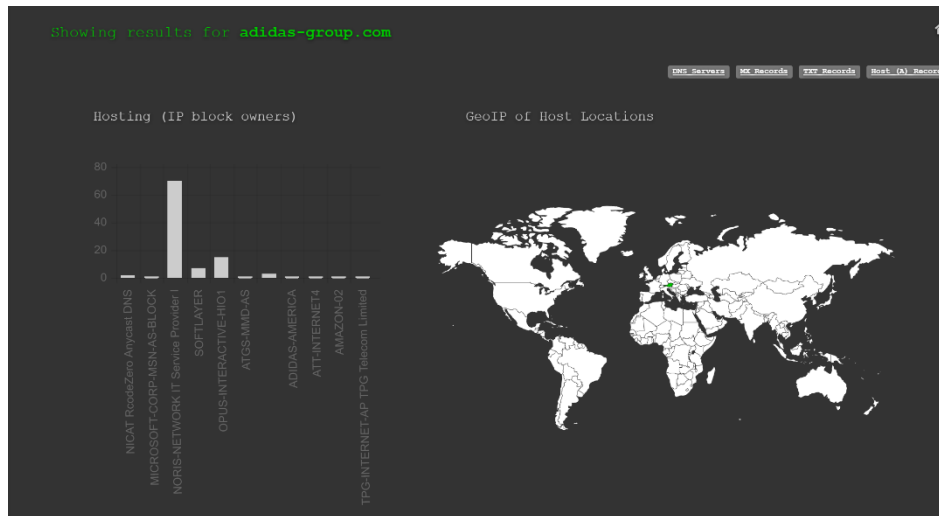 Showing results for adidas-group.com
DNS Servers MX Records TXT Records
Host (A) Recor
Hosting (IP block owners)
GeoIP of Host Locations
80
60
40
20
0
NICAT RcodeZero Anycast DNS
MICROSOFT-CORP-MSN-AS-BLOCK
NORIS-NETWORK IT Service Provider I
SOFTLAYER
OPUS-INTERACTIVE-HIO1
ATGS-MMD-AS
ADIDAS-AMERICA
ATT-INTERNET4
AMAZON-02
TPG-INTERNET-AP TPG Telecom Limited